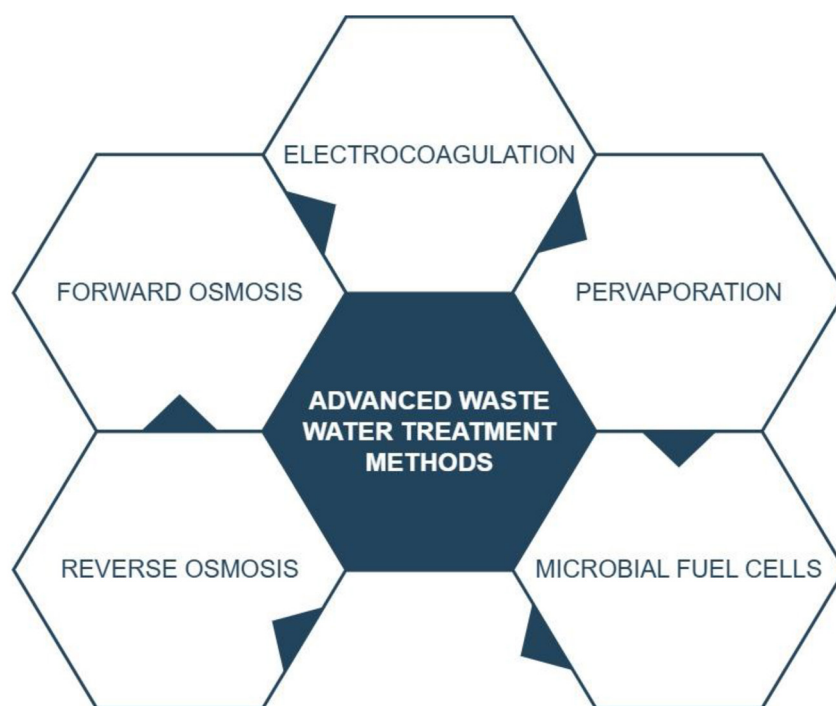 ELECTROCOAGULATION
FORWARD OSMOSIS
PERVAPORATION
ADVANCED WASTE
WATER TREATMENT
METHODS
REVERSE OSMOSIS
MICROBIAL FUEL CELLS